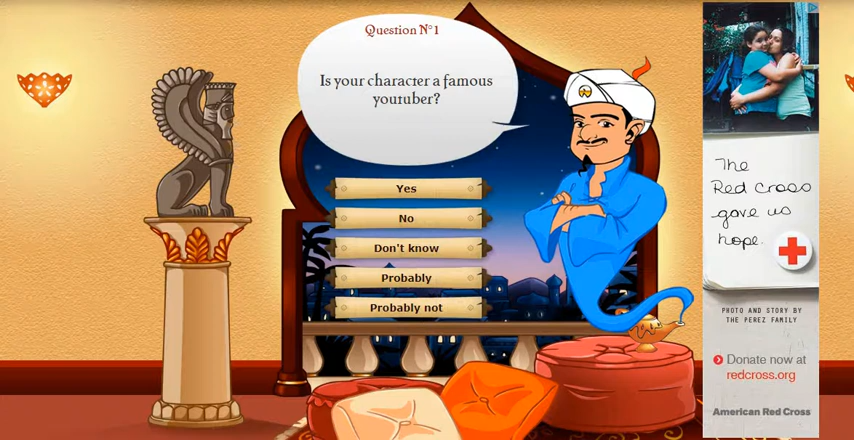 Question N°1
Is your character a famous
youtuber?
Yes
No
Don't know
Probably
Probably not
The
Red Cross
gave us
hope.
PHOTO AND STORY BY
THE PEREZ FAMILY
Donate now at
redcross.org
American Red Cross